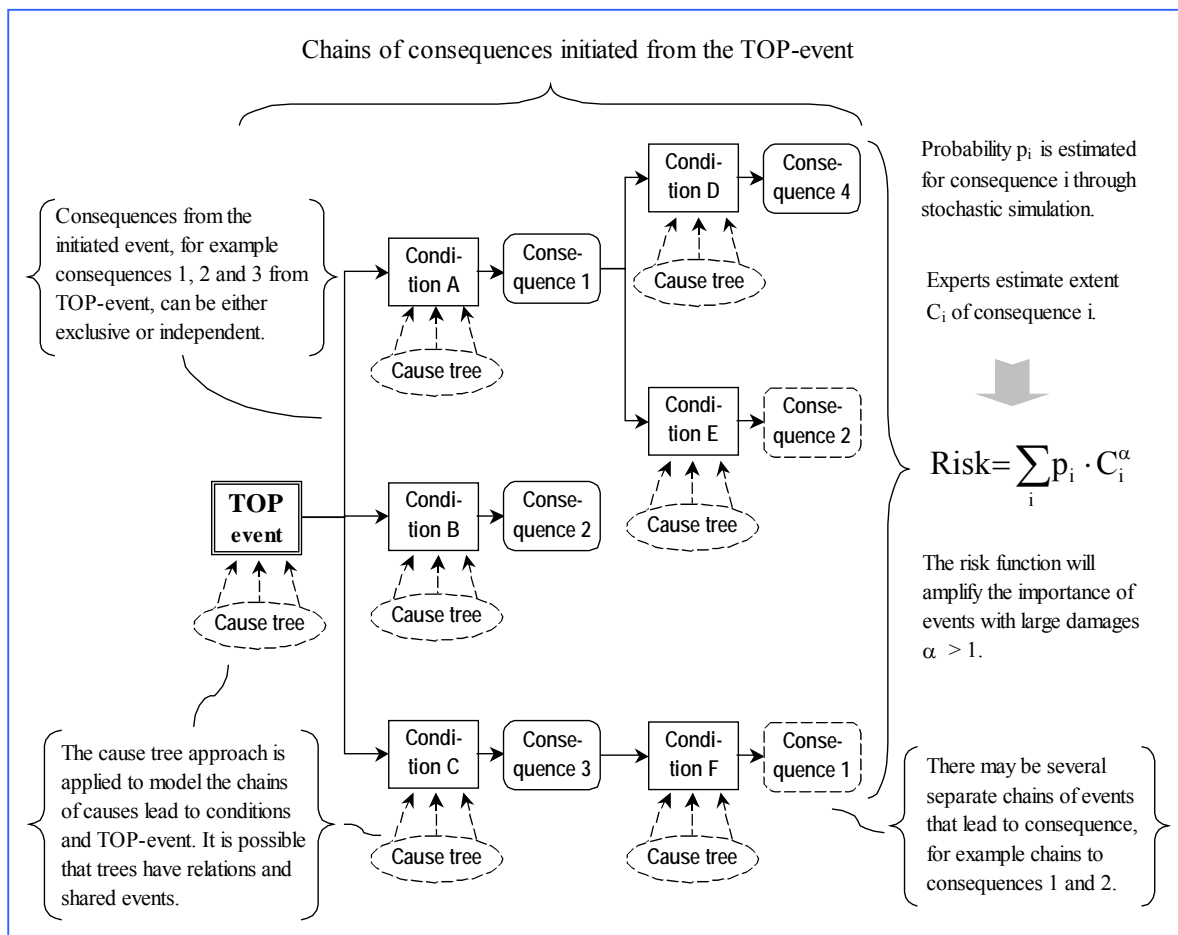 Chains of consequences initiated from the TOP-event
Consequences from the
initiated event, for example
consequences 1, 2 and 3 from
TOP-event, can be either
exclusive or independent.
Condi-
tion A
Conse-
quence 1
Cause tree
Condi-
tion D
Conse-
quence 4
Cause tree
Condi-
tion E
Conse-
quence 2
Cause tree
TOP
event
Cause tree
Condi-
tion B
Conse-
quence 2
Cause tree
Condi-
tion C
Conse-
quence 3
Cause tree
Condi-
tion F
Conse-
quence 1
Cause tree
The cause tree approach is
applied to model the chains
of causes lead to conditions
and TOP-event. It is possible
that trees have relations and
shared events.
Probability pᵢ is estimated
for consequence i through
stochastic simulation.
Experts estimate extent
Cᵢ of consequence i.
Risk=∑ᵢ pᵢ · Cᵢ^α
The risk function will
amplify the importance of
events with large damages
α > 1.
There may be several
separate chains of events
that lead to consequence,
for example chains to
consequences 1 and 2.